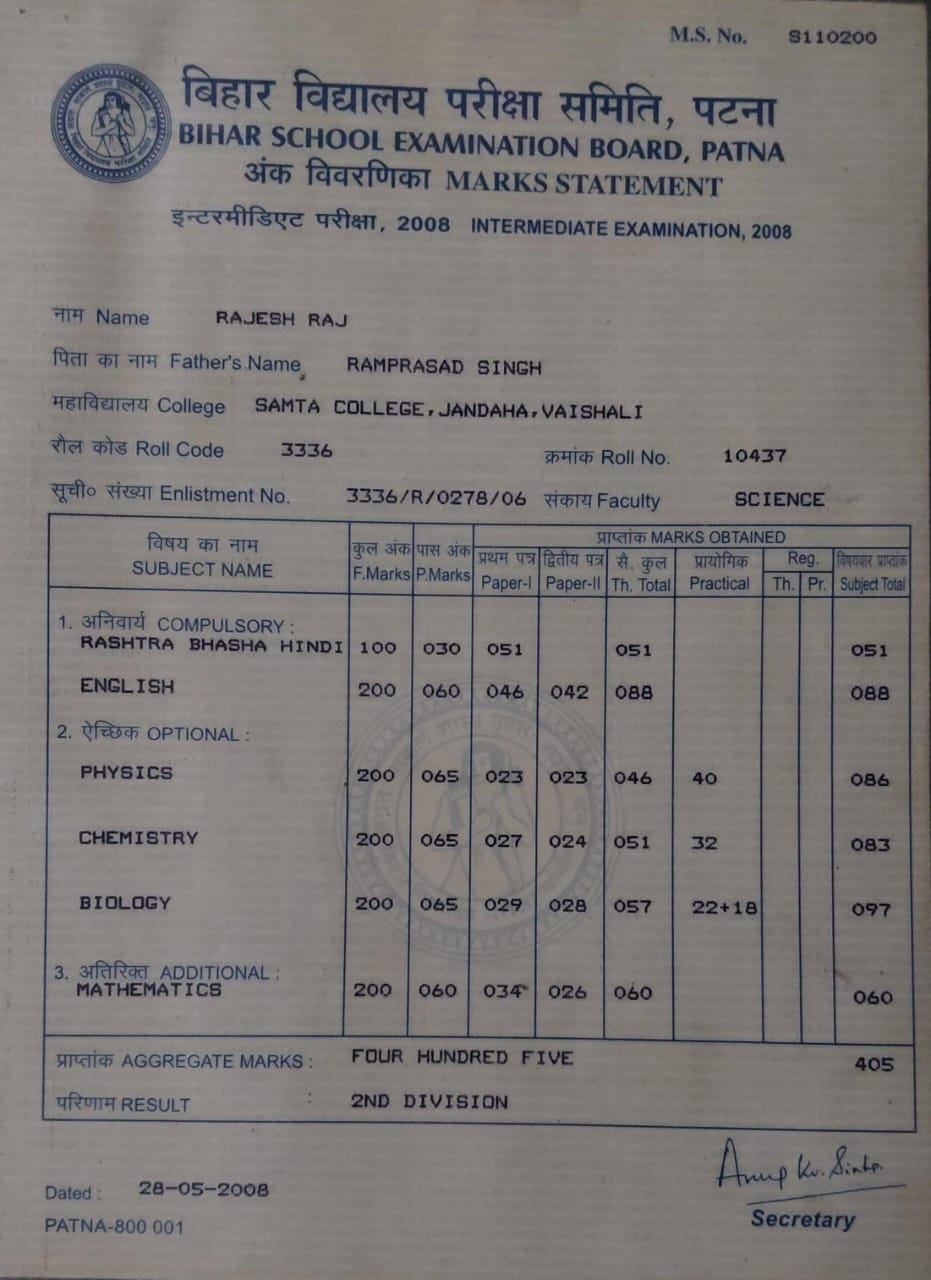 M.S. No. S110200
बिहार विद्यालय परीक्षा समिति, पटना
BIHAR SCHOOL EXAMINATION BOARD, PATNA
अंक विवरणिका MARKS STATEMENT
इन्टरमीडिएट परीक्षा, 2008 INTERMEDIATE EXAMINATION, 2008
नाम Name RAJESH RAJ
पिता का नाम Father's Name RAMPRASAD SINGH
महाविद्यालय College SAMTA COLLEGE,JANDAHA,VAISHALI
रौल कोड Roll Code 3336 क्रमांक Roll No. 10437
सूची० संख्या Enlistment No. 3336/R/0278/06 संकाय Faculty SCIENCE
विषय का नाम कुल अंक पास अंक प्राप्तांक MARKS OBTAINED
SUBJECT NAME F.Marks P.Marks प्रथम पत्र द्वितीय पत्र सै. कुल प्रायोगिक Reg. विषयवार प्राप्तांक
Paper-I Paper-II Th. Total Practical Th. Pr. Subject Total
1. अनिवार्य COMPULSORY :
RASHTRA BHASHA HINDI 100 030 051 051 051
ENGLISH 200 060 046 042 088 088
2. ऐच्छिक OPTIONAL :
PHYSICS 200 065 023 023 046 40 086
CHEMISTRY 200 065 027 024 051 32 083
BIOLOGY 200 065 029 028 057 22+18 097
3. अतिरिक्त ADDITIONAL :
MATHEMATICS 200 060 034 026 060 060
प्राप्तांक AGGREGATE MARKS : FOUR HUNDRED FIVE 405
परिणाम RESULT : 2ND DIVISION
Anup Kr. Sinha
Dated : 28-05-2008
Secretary
PATNA-800 001